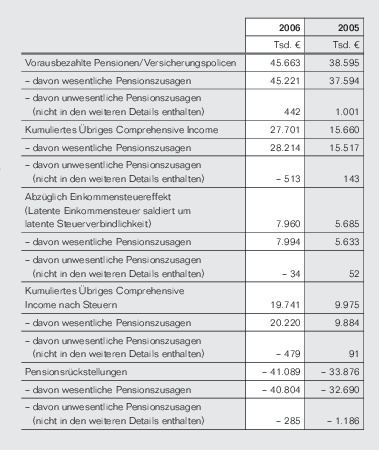 2006 2005
Tsd. € Tsd. €
Vorausbezahlte Pensionen/Versicherungspolicen 45.663 38.595
– davon wesentliche Pensionszusagen 45.221 37.594
– davon unwesentliche Pensionszusagen
(nicht in den weiteren Details enthalten) 442 1.001
Kumuliertes Übriges Comprehensive Income 27.701 15.660
– davon wesentliche Pensionszusagen 28.214 15.517
– davon unwesentliche Pensionszusagen
(nicht in den weiteren Details enthalten) – 513 143
Abzüglich Einkommensteuereffekt
(Latente Einkommensteuer saldiert um
latente Steuerverbindlichkeit) 7.960 5.685
– davon wesentliche Pensionszusagen 7.994 5.633
– davon unwesentliche Pensionszusagen
(nicht in den weiteren Details enthalten) – 34 52
Kumuliertes Übriges Comprehensive
Income nach Steuern 19.741 9.975
– davon wesentliche Pensionszusagen 20.220 9.884
– davon unwesentliche Pensionszusagen
(nicht in den weiteren Details enthalten) – 479 91
Pensionsrückstellungen – 41.089 – 33.876
– davon wesentliche Pensionszusagen – 40.804 – 32.690
– davon unwesentliche Pensionszusagen
(nicht in den weiteren Details enthalten) – 285 – 1.186